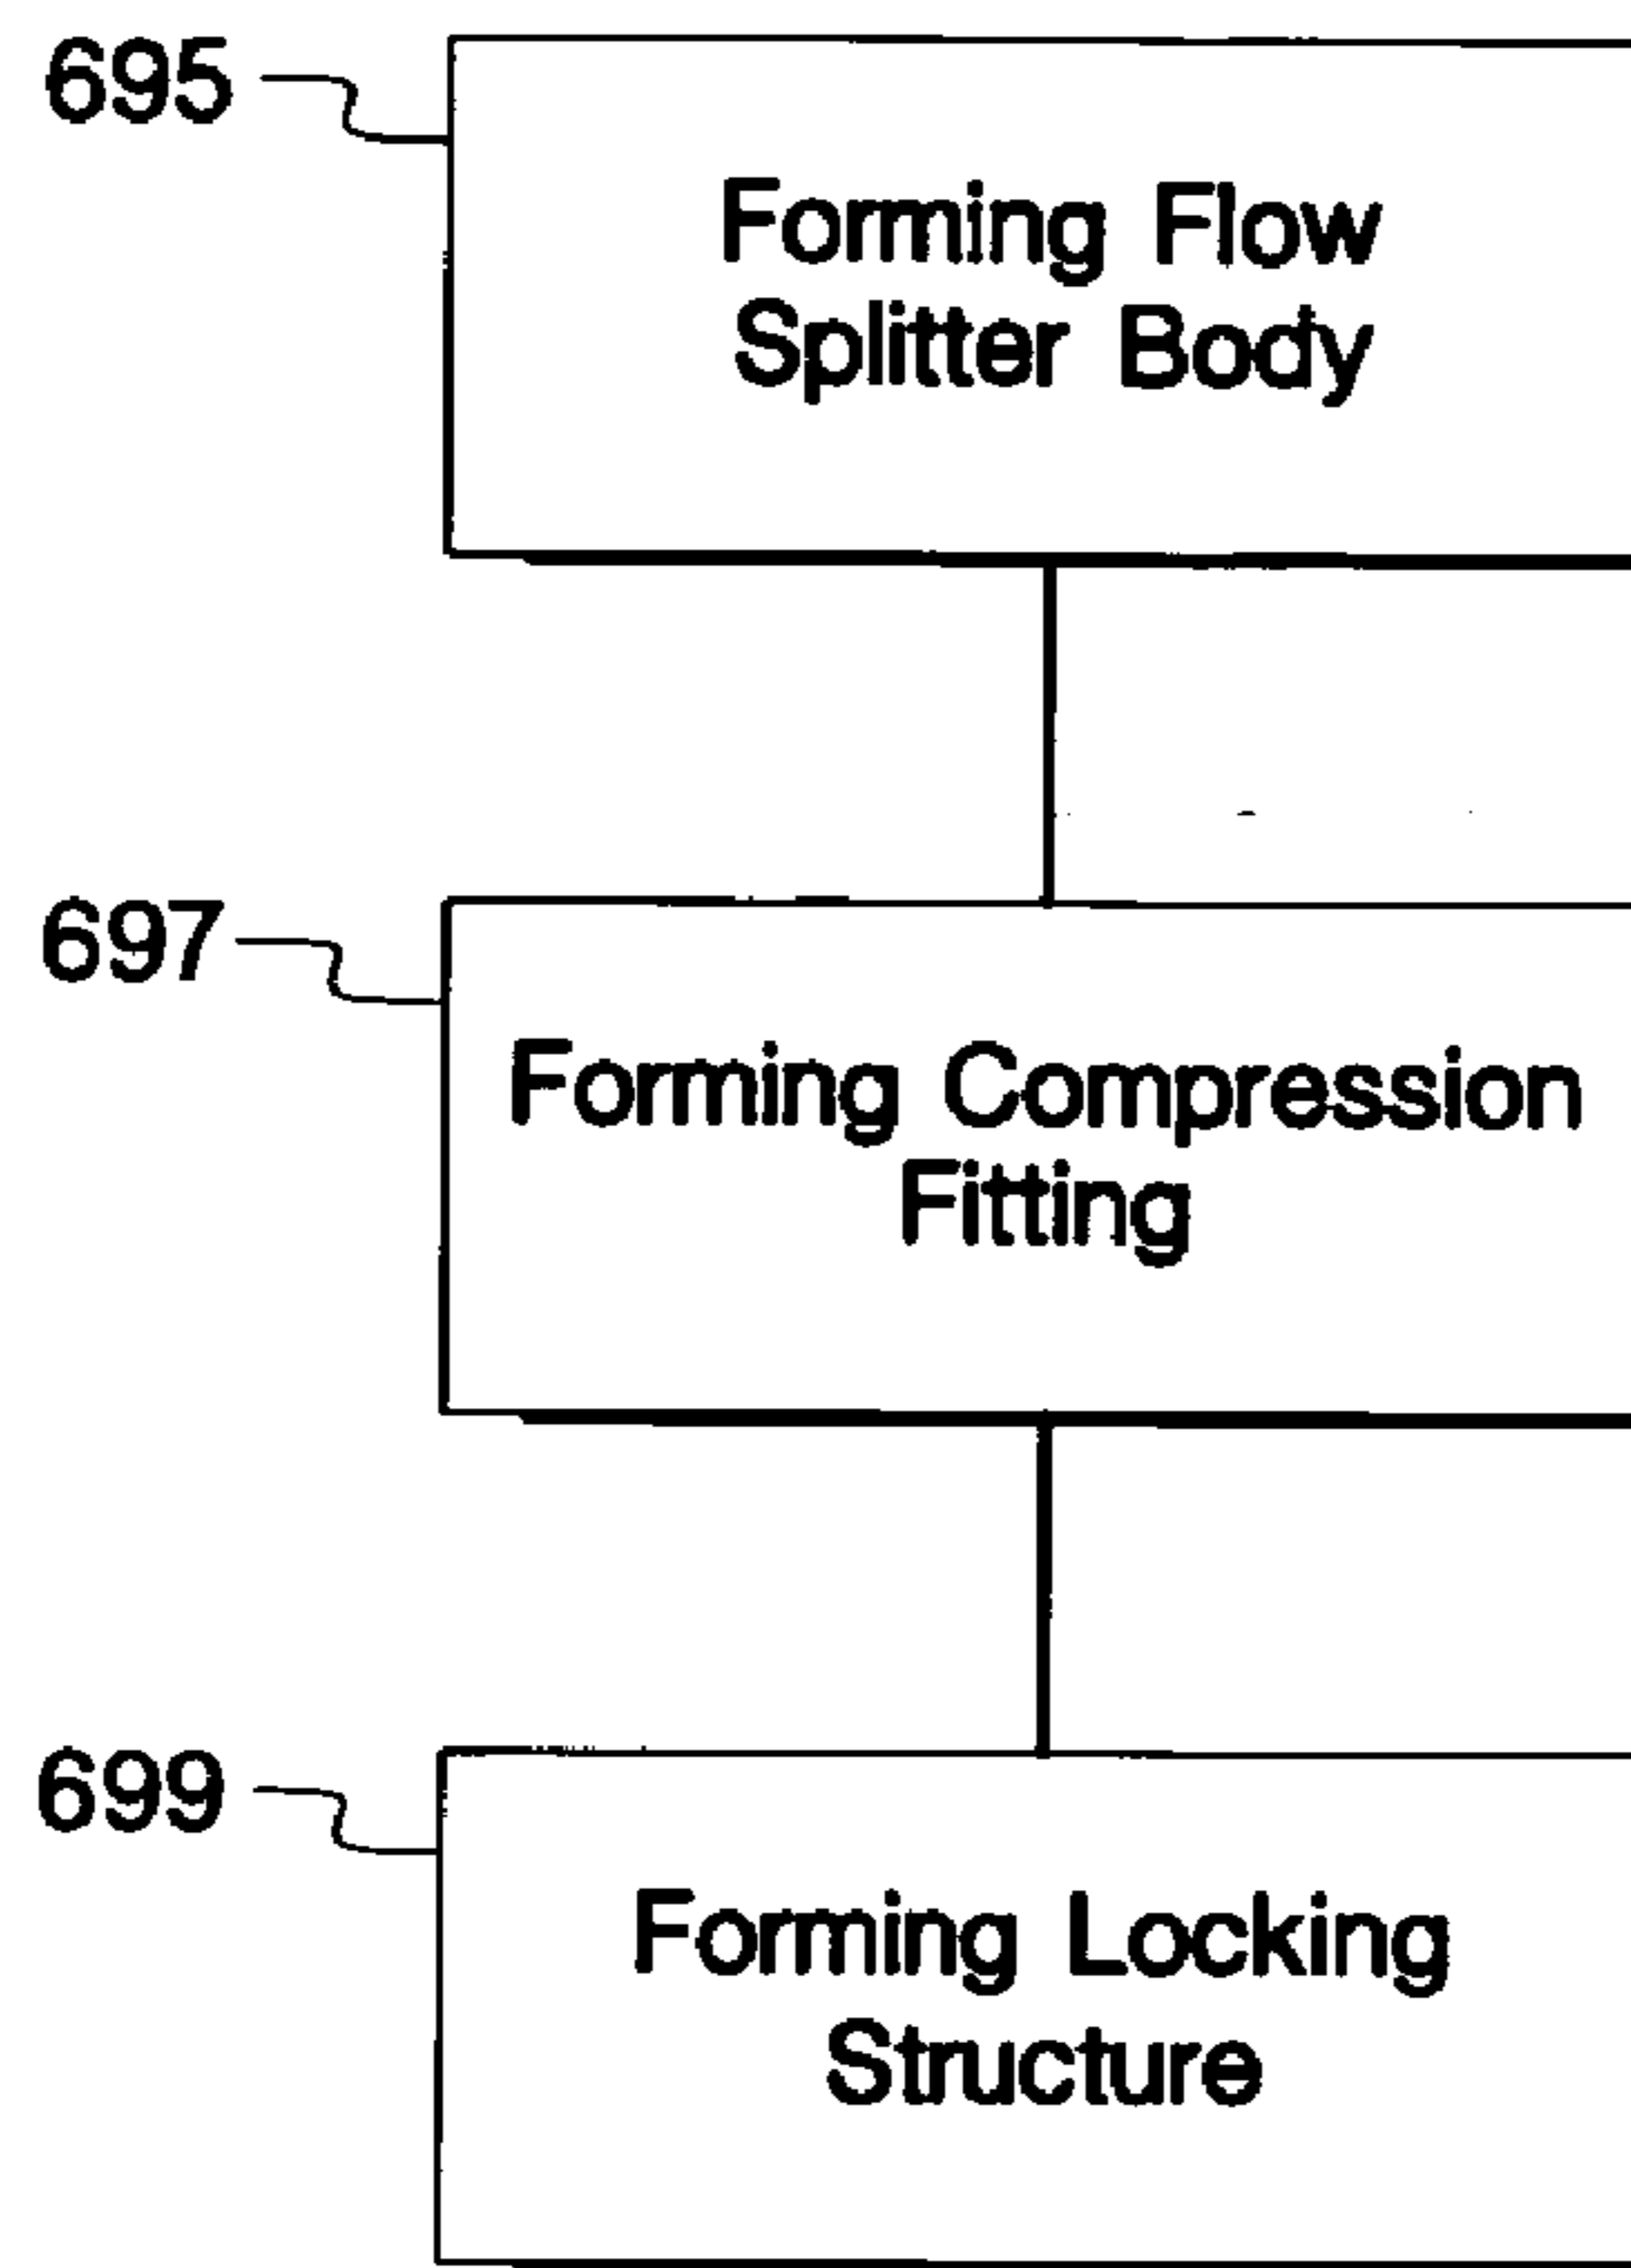 695
Forming Flow
Splitter Body
697
Forming Compression
Fitting
699
Forming Locking
Structure